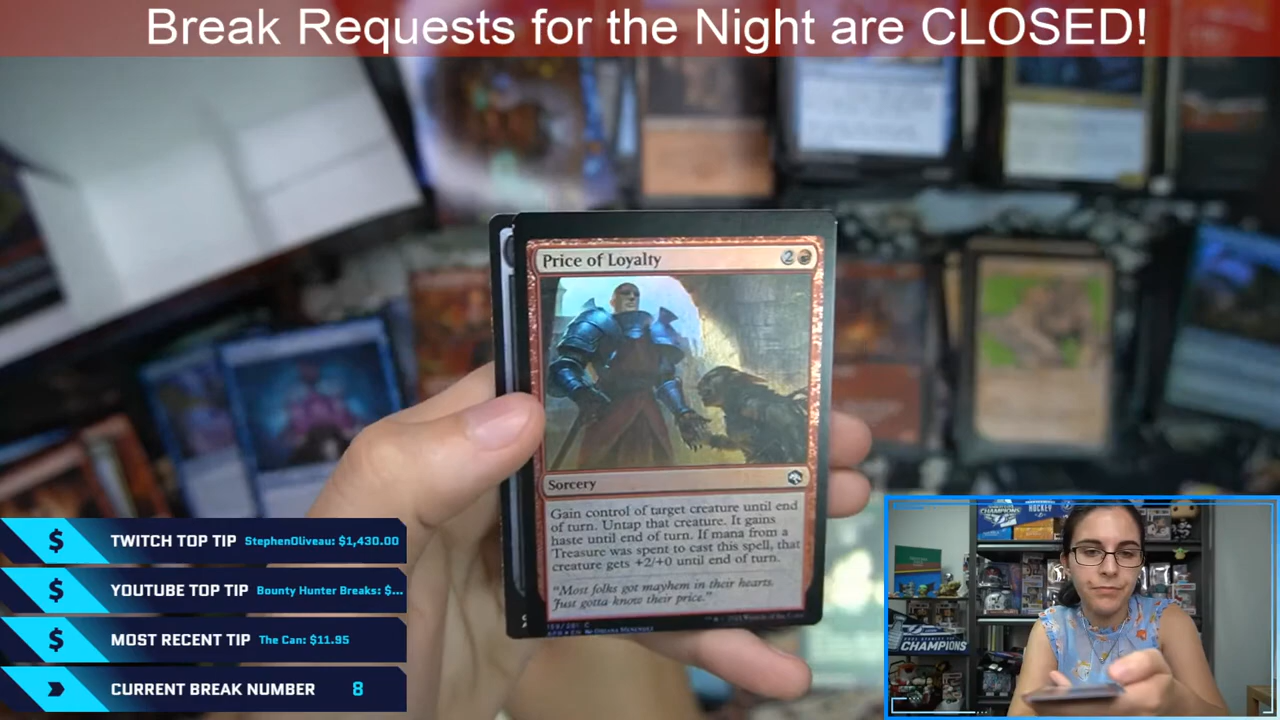 Break Requests for the Night are CLOSED!
Price of Loyalty
2
Sorcery
Gain control of target creature until end
of turn. Untap that creature. It gains
haste until end of turn. If mana from a
Treasure was spent to cast this spell, that
creature gets +2/+0 until end of turn.
"Most folks got mayhem in their hearts.
Just gotta know their price."
$ TWITCH TOP TIP StephenOliveau: $1,430.00
$ YOUTUBE TOP TIP Bounty Hunter Breaks: $...
$ MOST RECENT TIP The Can: $11.95
CURRENT BREAK NUMBER 8
CHAMPIONS
HOCKEY
CHAMPIONS